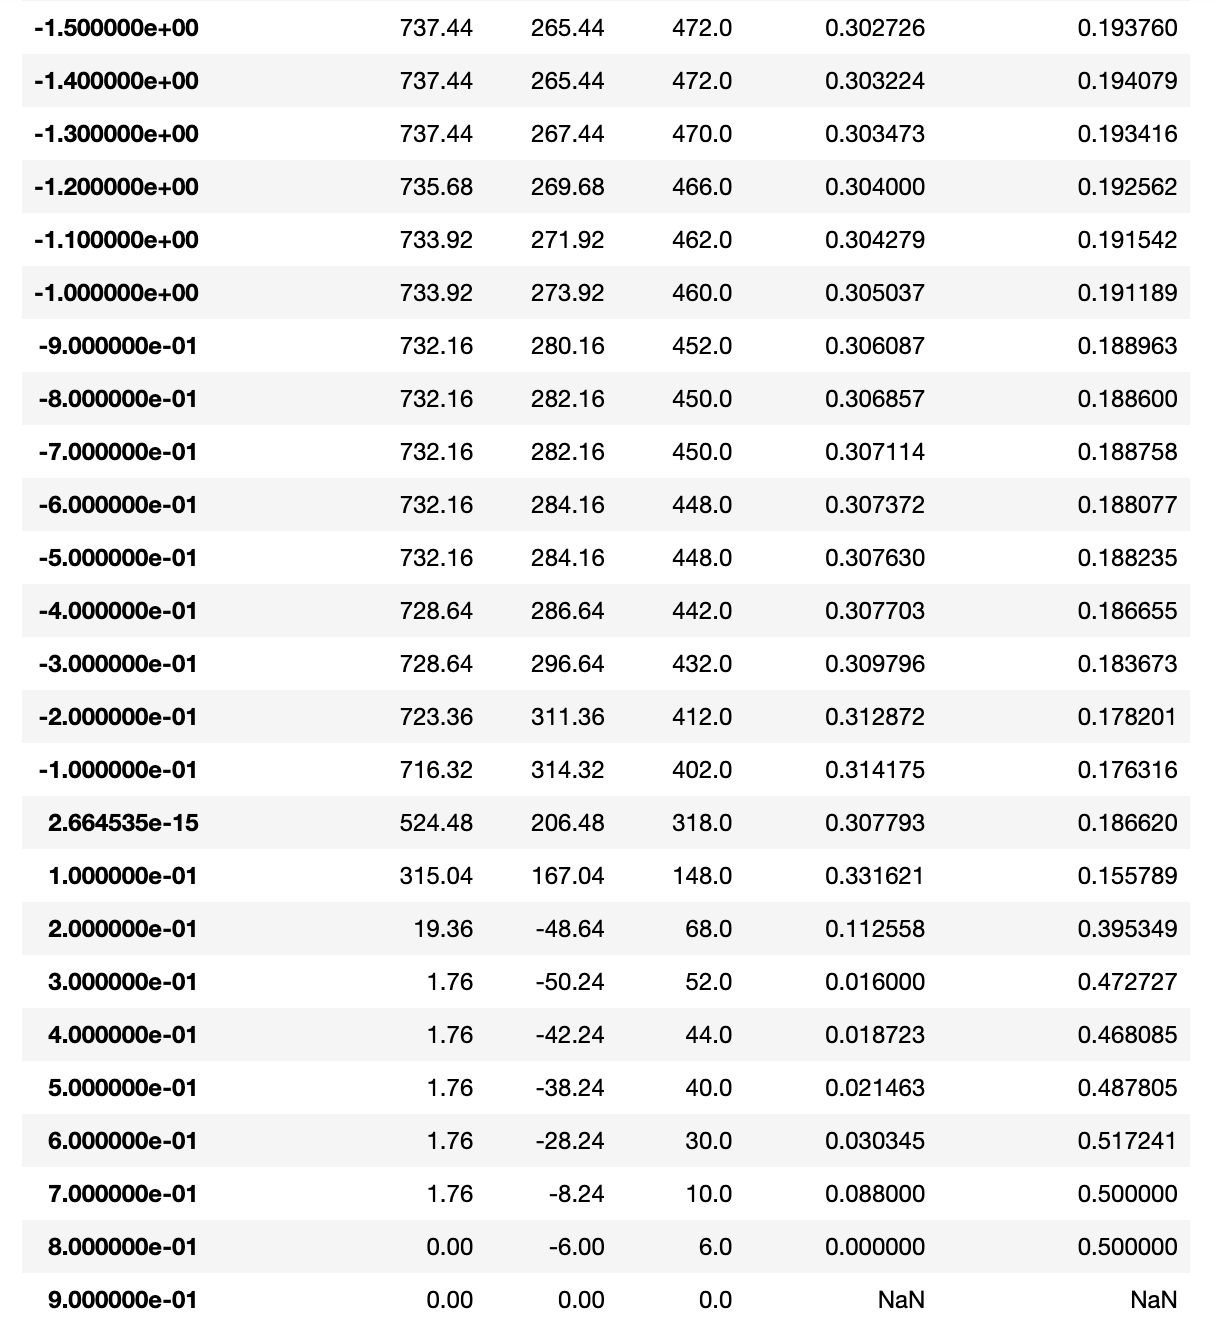 -1.500000e+00 737.44 265.44 472.0 0.302726 0.193760
-1.400000e+00 737.44 265.44 472.0 0.303224 0.194079
-1.300000e+00 737.44 267.44 470.0 0.303473 0.193416
-1.200000e+00 735.68 269.68 466.0 0.304000 0.192562
-1.100000e+00 733.92 271.92 462.0 0.304279 0.191542
-1.000000e+00 733.92 273.92 460.0 0.305037 0.191189
-9.000000e-01 732.16 280.16 452.0 0.306087 0.188963
-8.000000e-01 732.16 282.16 450.0 0.306857 0.188600
-7.000000e-01 732.16 282.16 450.0 0.307114 0.188758
-6.000000e-01 732.16 284.16 448.0 0.307372 0.188077
-5.000000e-01 732.16 284.16 448.0 0.307630 0.188235
-4.000000e-01 728.64 286.64 442.0 0.307703 0.186655
-3.000000e-01 728.64 296.64 432.0 0.309796 0.183673
-2.000000e-01 723.36 311.36 412.0 0.312872 0.178201
-1.000000e-01 716.32 314.32 402.0 0.314175 0.176316
2.664535e-15 524.48 206.48 318.0 0.307793 0.186620
1.000000e-01 315.04 167.04 148.0 0.331621 0.155789
2.000000e-01 19.36 -48.64 68.0 0.112558 0.395349
3.000000e-01 1.76 -50.24 52.0 0.016000 0.472727
4.000000e-01 1.76 -42.24 44.0 0.018723 0.468085
5.000000e-01 1.76 -38.24 40.0 0.021463 0.487805
6.000000e-01 1.76 -28.24 30.0 0.030345 0.517241
7.000000e-01 1.76 -8.24 10.0 0.088000 0.500000
8.000000e-01 0.00 -6.00 6.0 0.000000 0.500000
9.000000e-01 0.00 0.00 0.0 NaN NaN